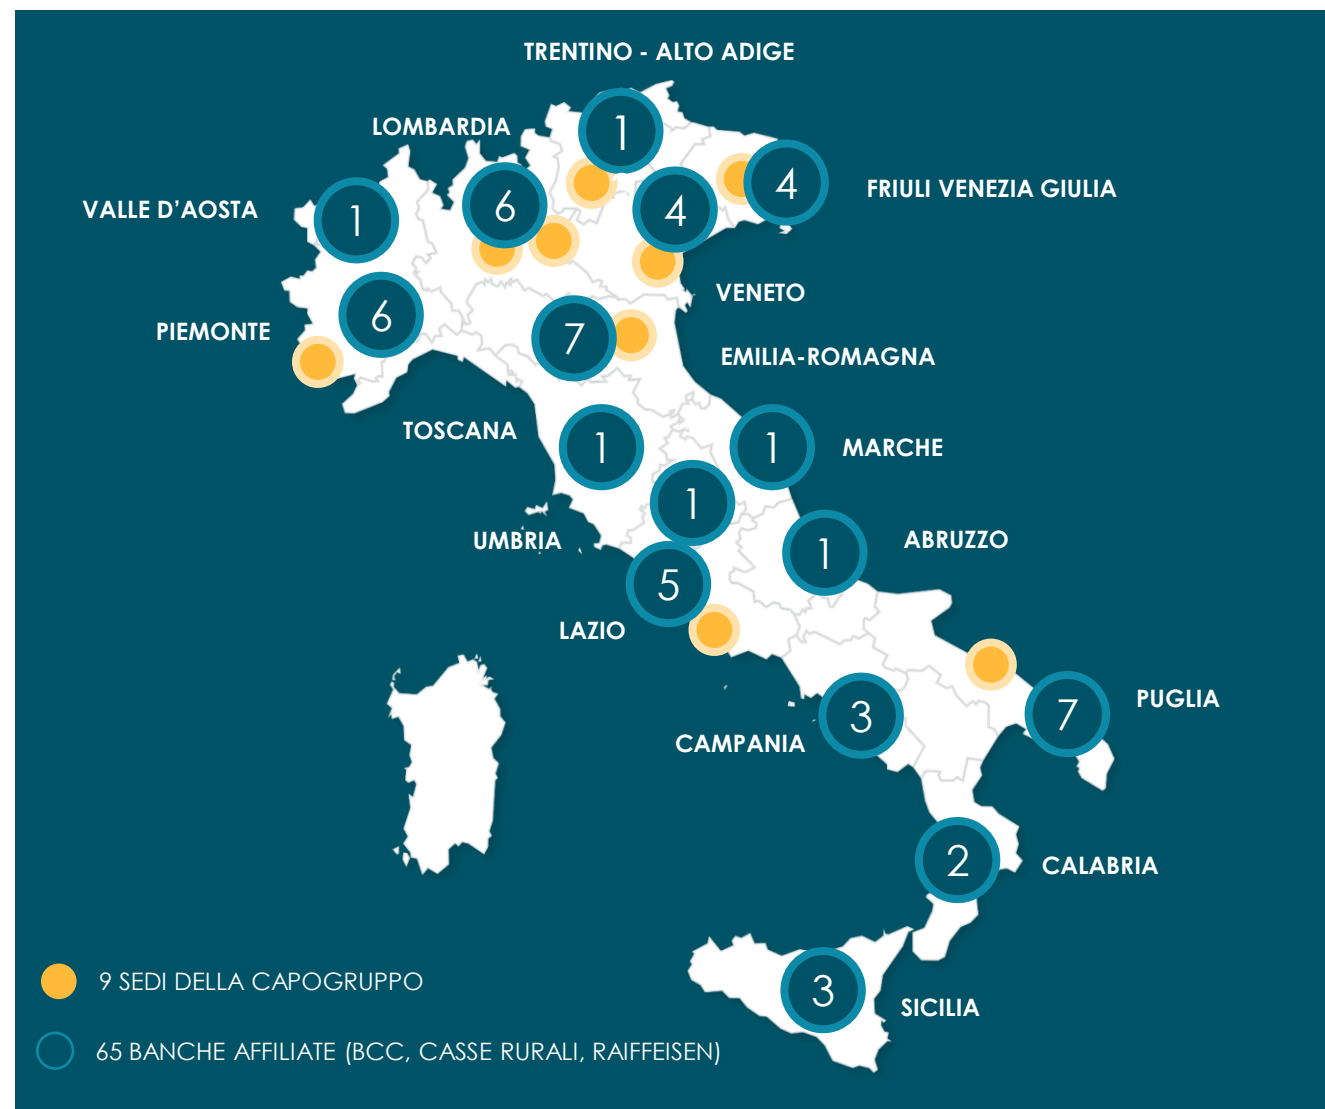 TRENTINO - ALTO ADIGE
LOMBARDIA
1
VALLE D’AOSTA
1
6
4
4
FRIULI VENEZIA GIULIA
PIEMONTE
6
VENETO
7
EMILIA-ROMAGNA
TOSCANA
1
1
MARCHE
1
UMBRIA
1
ABRUZZO
5
LAZIO
3
CAMPANIA
7
PUGLIA
2
CALABRIA
3
SICILIA
9 SEDI DELLA CAPOGRUPPO
65 BANCHE AFFILIATE (BCC, CASSE RURALI, RAIFFEISEN)